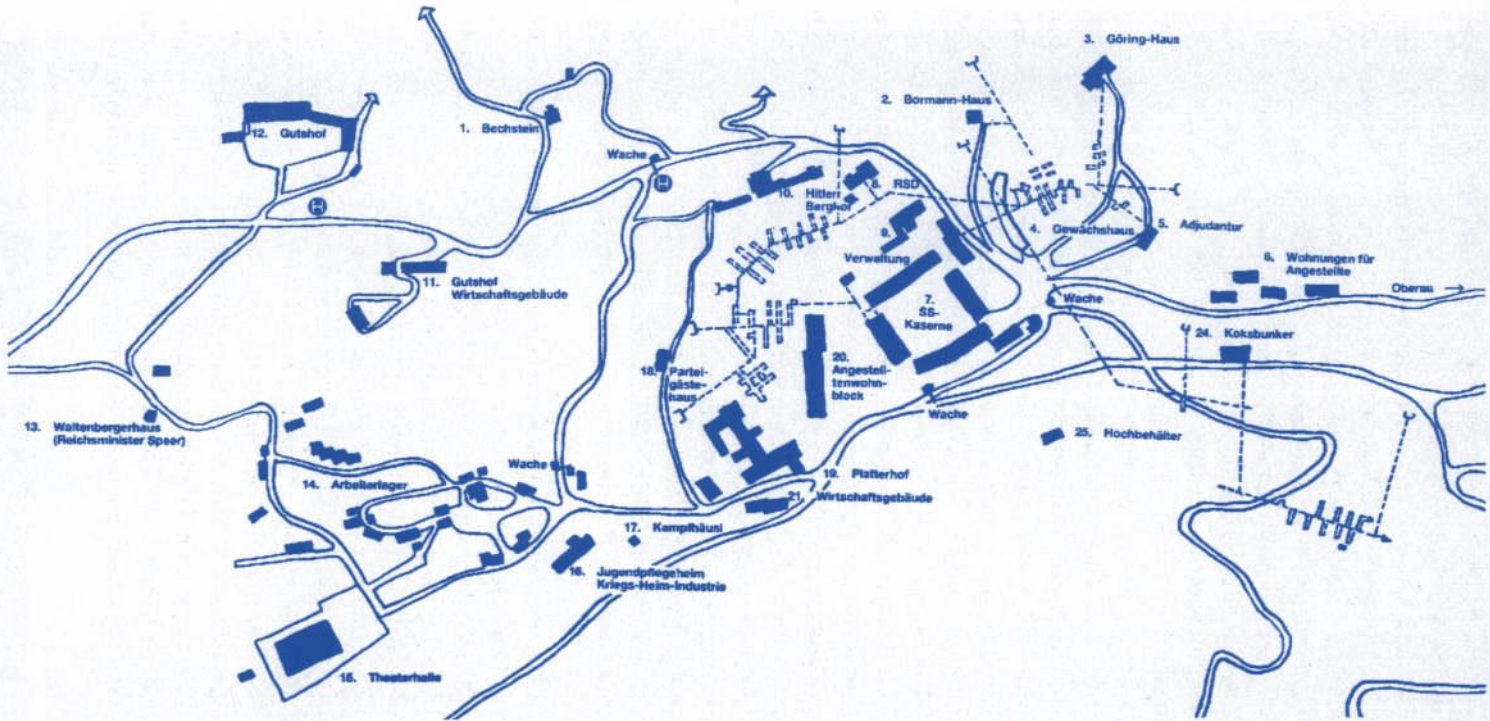 3. Göring-Haus
2. Bormann-Haus
12. Gutshof
1. Bechstein
Wache
H
H
10. Hitler
Berghof
8.
RSD
9.
Verwaltung
4. Gewächshaus
5. Adjudantur
6. Wohnungen für
Angestellte
Oberau
11. Gutshof
Wirtschaftsgebäude
7.
SS-
Kaserne
Wache
24. Koksbunker
18. Partei-
gäste-
haus
20.
Angestell-
tenwohn-
block
Wache
13. Waltenbergerhaus
(Reichsminister Speer)
25. Hochbehälter
Wache
14. Arbeiterlager
19. Platterhof
21. Wirtschaftsgebäude
17. Kampfhäusl
16. Jugendpflegeheim
Kriegs-Heim-Industrie
15. Theaterhalle